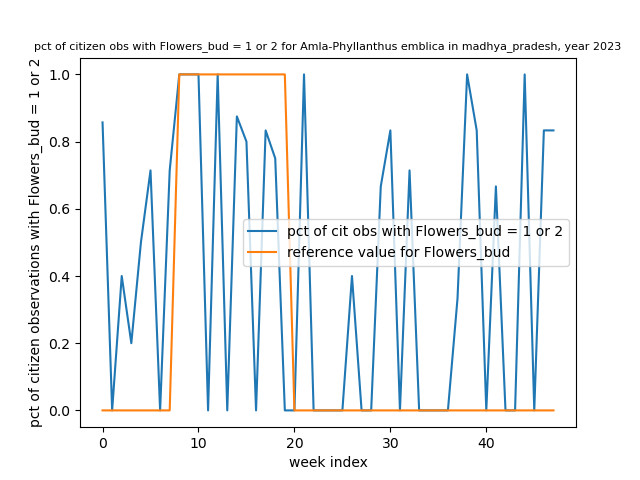 pct of citizen obs with Flowers_bud = 1 or 2 for Amla-Phyllanthus emblica in madhya_pradesh, year 2023
pct of citizen observations with Flowers_bud = 1 or 2
1.0
0.8
0.6
0.4
0.2
0.0
pct of cit obs with Flowers_bud = 1 or 2
reference value for Flowers_bud
0 10 20 30 40
week index